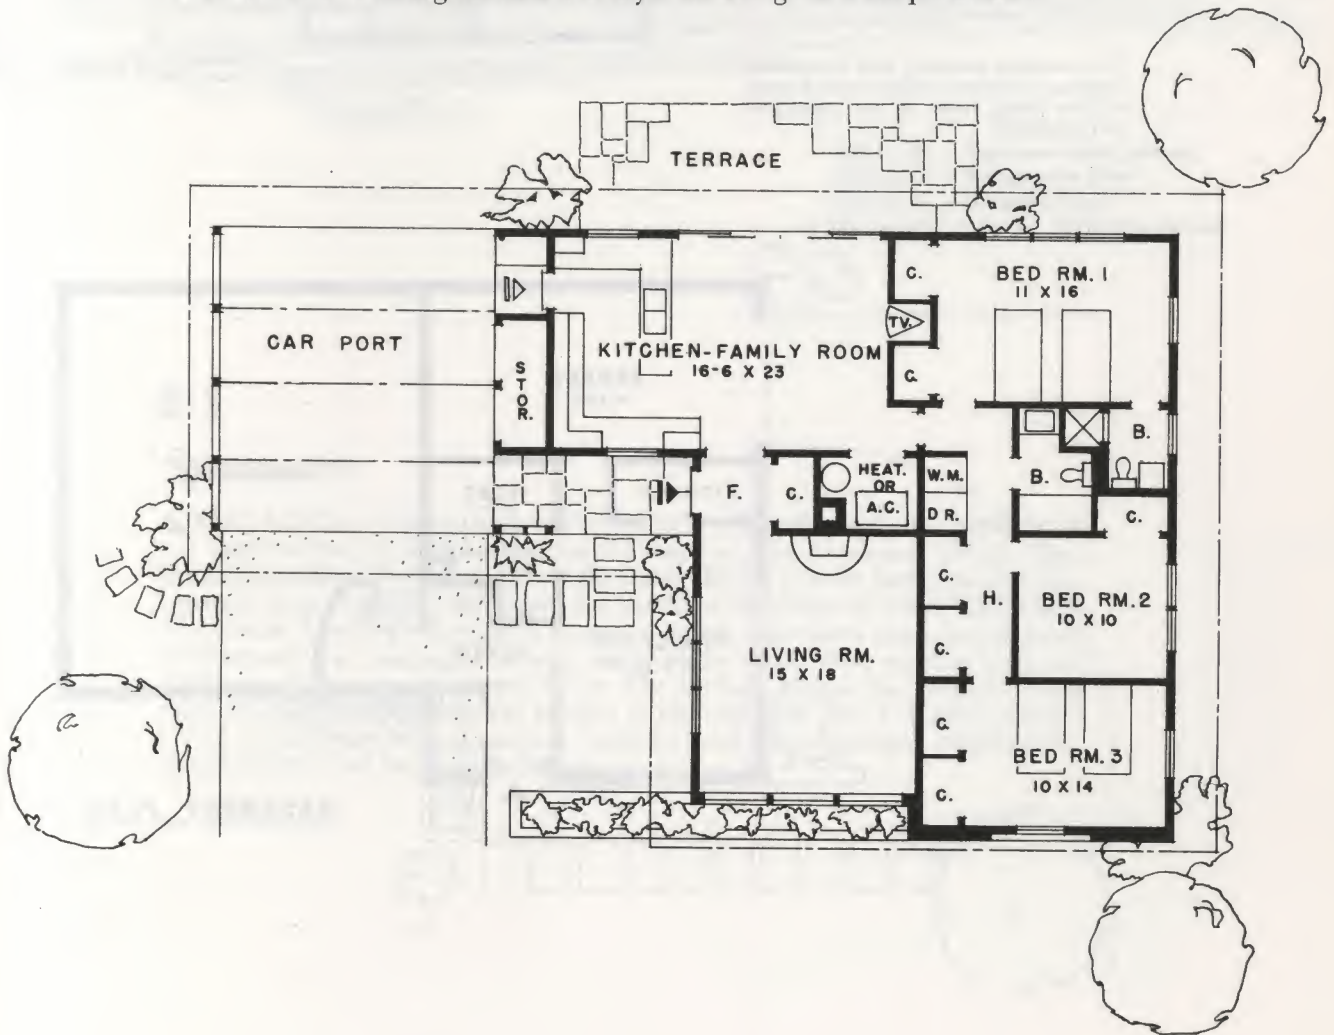 TERRACE
C.
BED RM. 1
11 X 16
TV.
CAR PORT
KITCHEN-FAMILY ROOM
16-6 X 23
STOR.
C.
B.
F.
C.
HEAT.
OR
A.C.
W.M.
DR.
B.
C.
C.
H.
BED RM. 2
10 X 10
C.
LIVING RM.
15 X 18
C.
BED RM. 3
10 X 14
C.